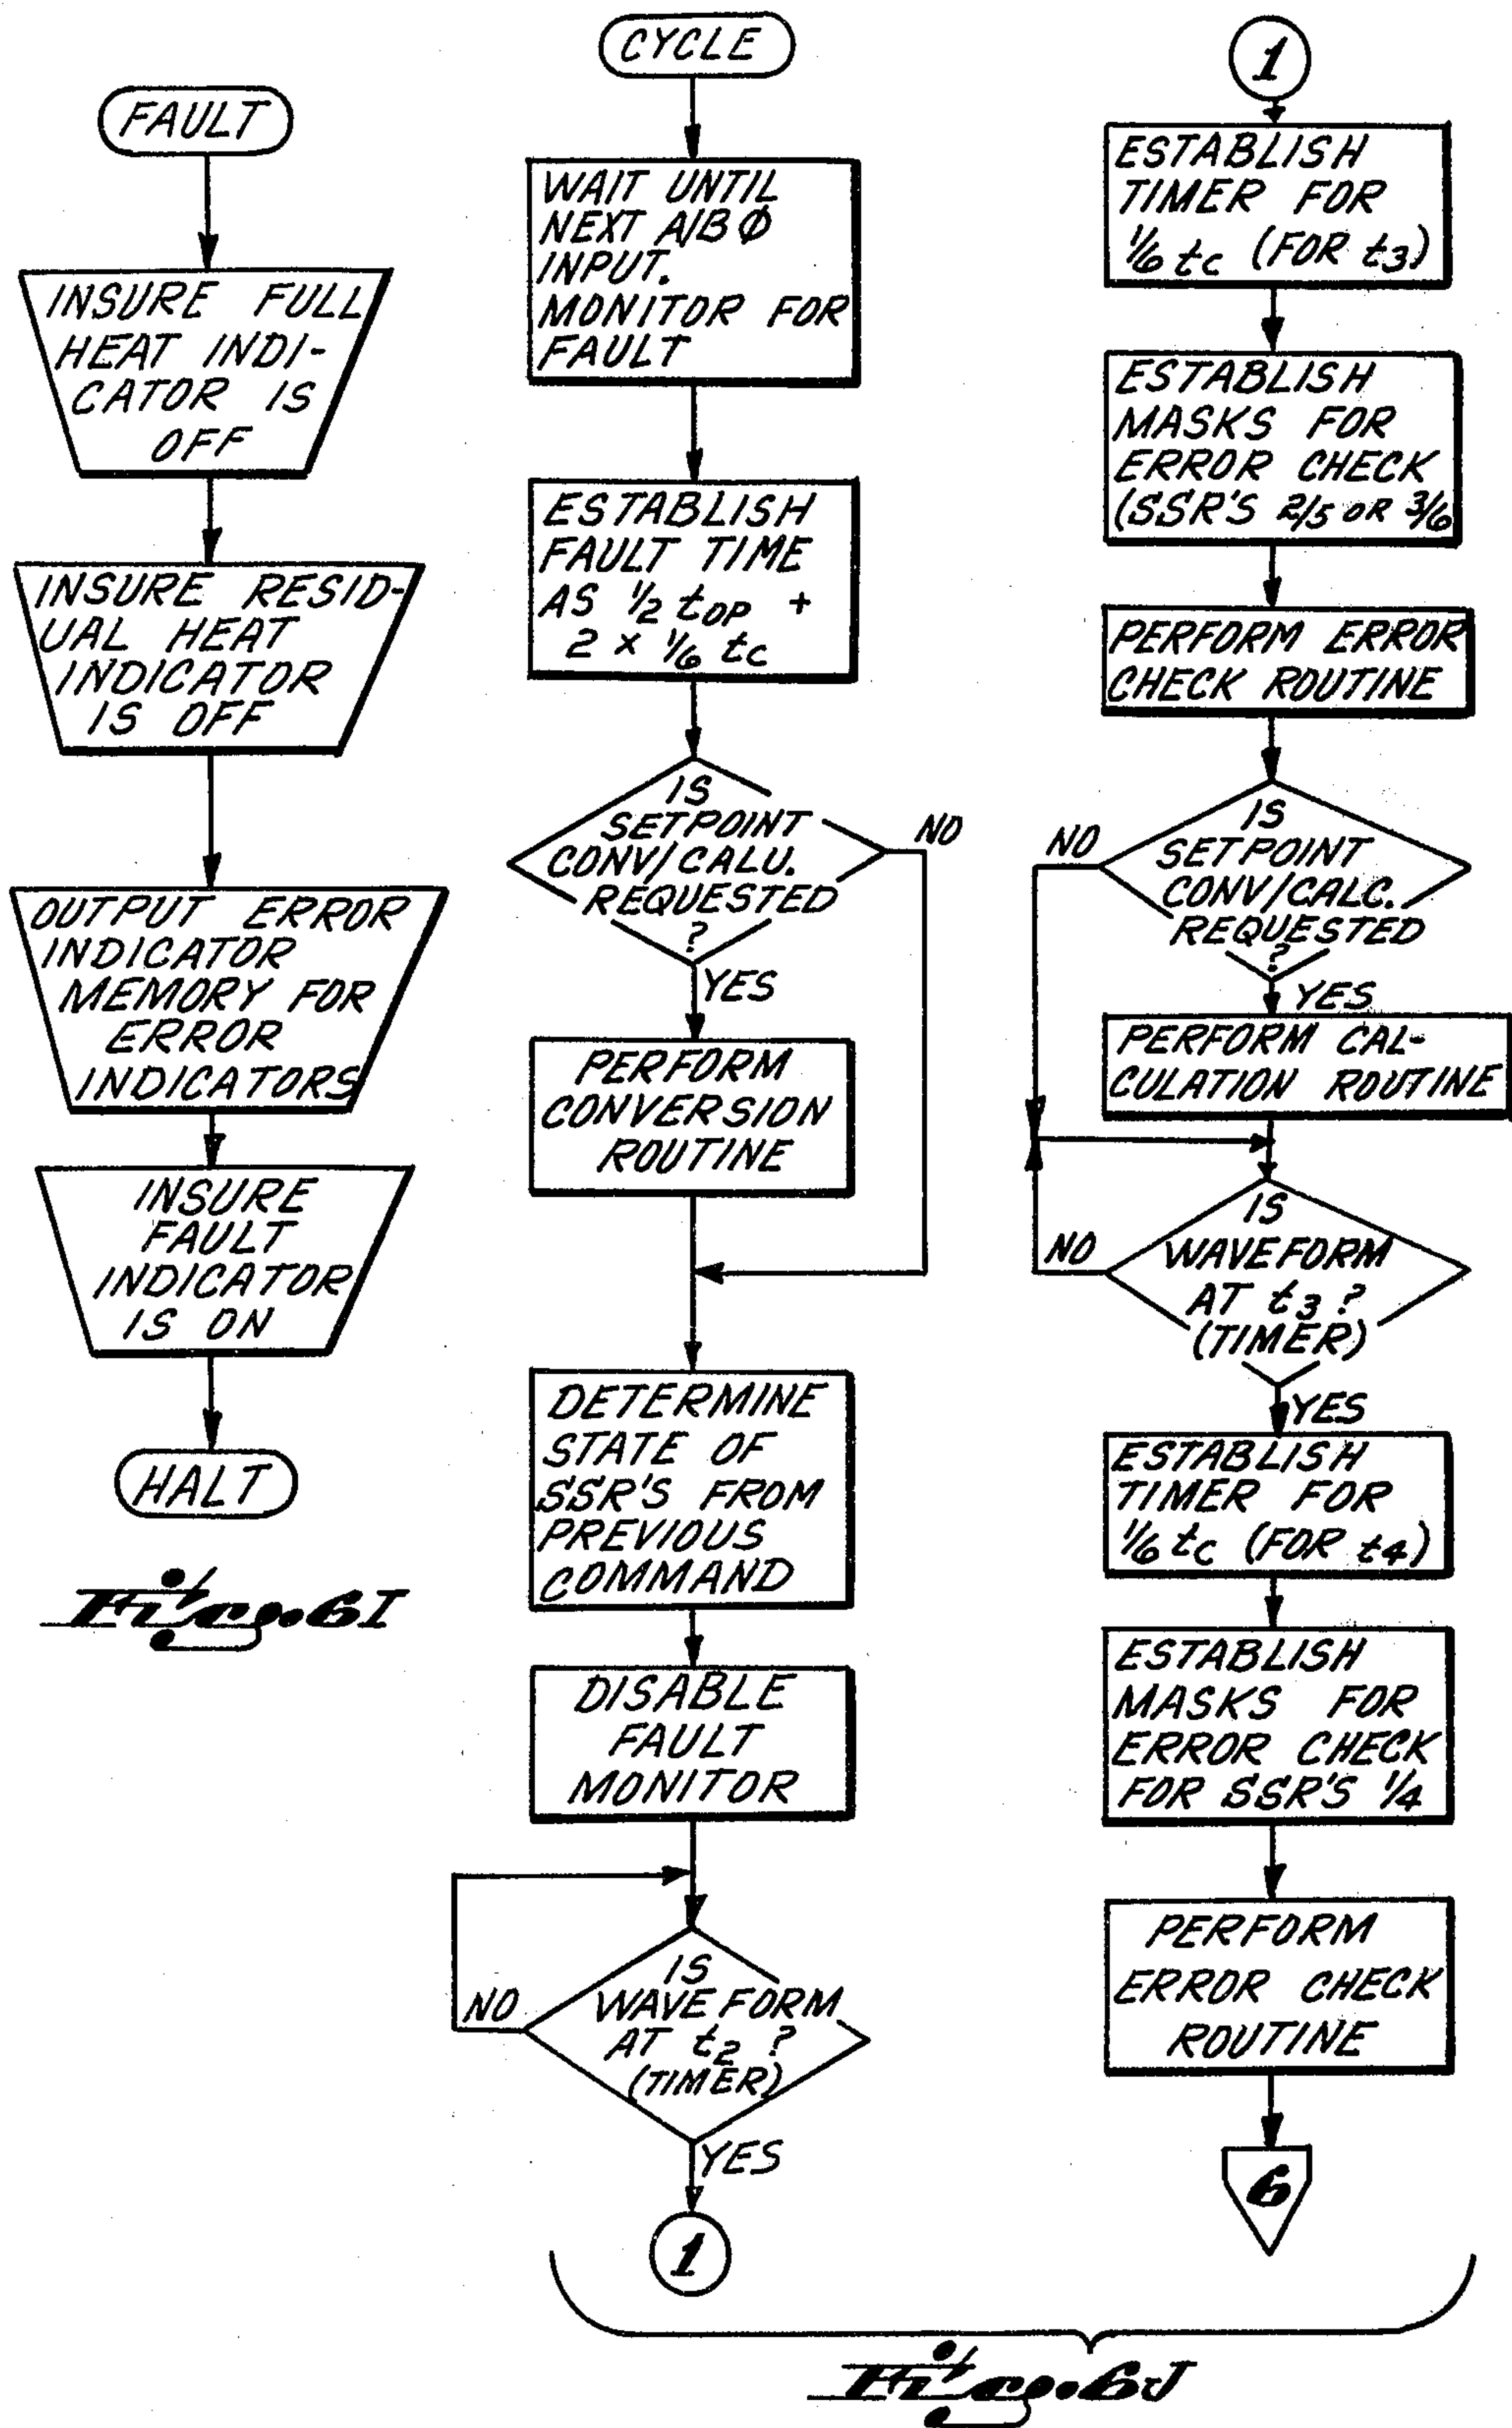 FAULT
INSURE FULL
HEAT INDI-
CATOR IS
OFF
INSURE RESID-
UAL HEAT
INDICATOR
IS OFF
OUTPUT ERROR
INDICATOR
MEMORY FOR
ERROR
INDICATORS
INSURE
FAULT
INDICATOR
IS ON
HALT
Fig. 6I
CYCLE
WAIT UNTIL
NEXT A/B Ø
INPUT.
MONITOR FOR
FAULT
ESTABLISH
FAULT TIME
AS 1/2 tOP +
2 x 1/6 tC
IS
SETPOINT
CONV/CALU.
REQUESTED
?
NO
YES
PERFORM
CONVERSION
ROUTINE
DETERMINE
STATE OF
SSR'S FROM
PREVIOUS
COMMAND
DISABLE
FAULT
MONITOR
IS
WAVE FORM
AT t2 ?
(TIMER)
NO
YES
1
1
ESTABLISH
TIMER FOR
1/6 tC (FOR t3)
ESTABLISH
MASKS FOR
ERROR CHECK
(SSR'S 2/5 OR 3/6
PERFORM ERROR
CHECK ROUTINE
IS
SETPOINT
CONV/CALC.
REQUESTED
?
NO
YES
PERFORM CAL-
CULATION ROUTINE
IS
WAVEFORM
AT t3 ?
(TIMER)
NO
YES
ESTABLISH
TIMER FOR
1/6 tC (FOR t4)
ESTABLISH
MASKS FOR
ERROR CHECK
FOR SSR'S 1/4
PERFORM
ERROR CHECK
ROUTINE
6
Fig. 6J